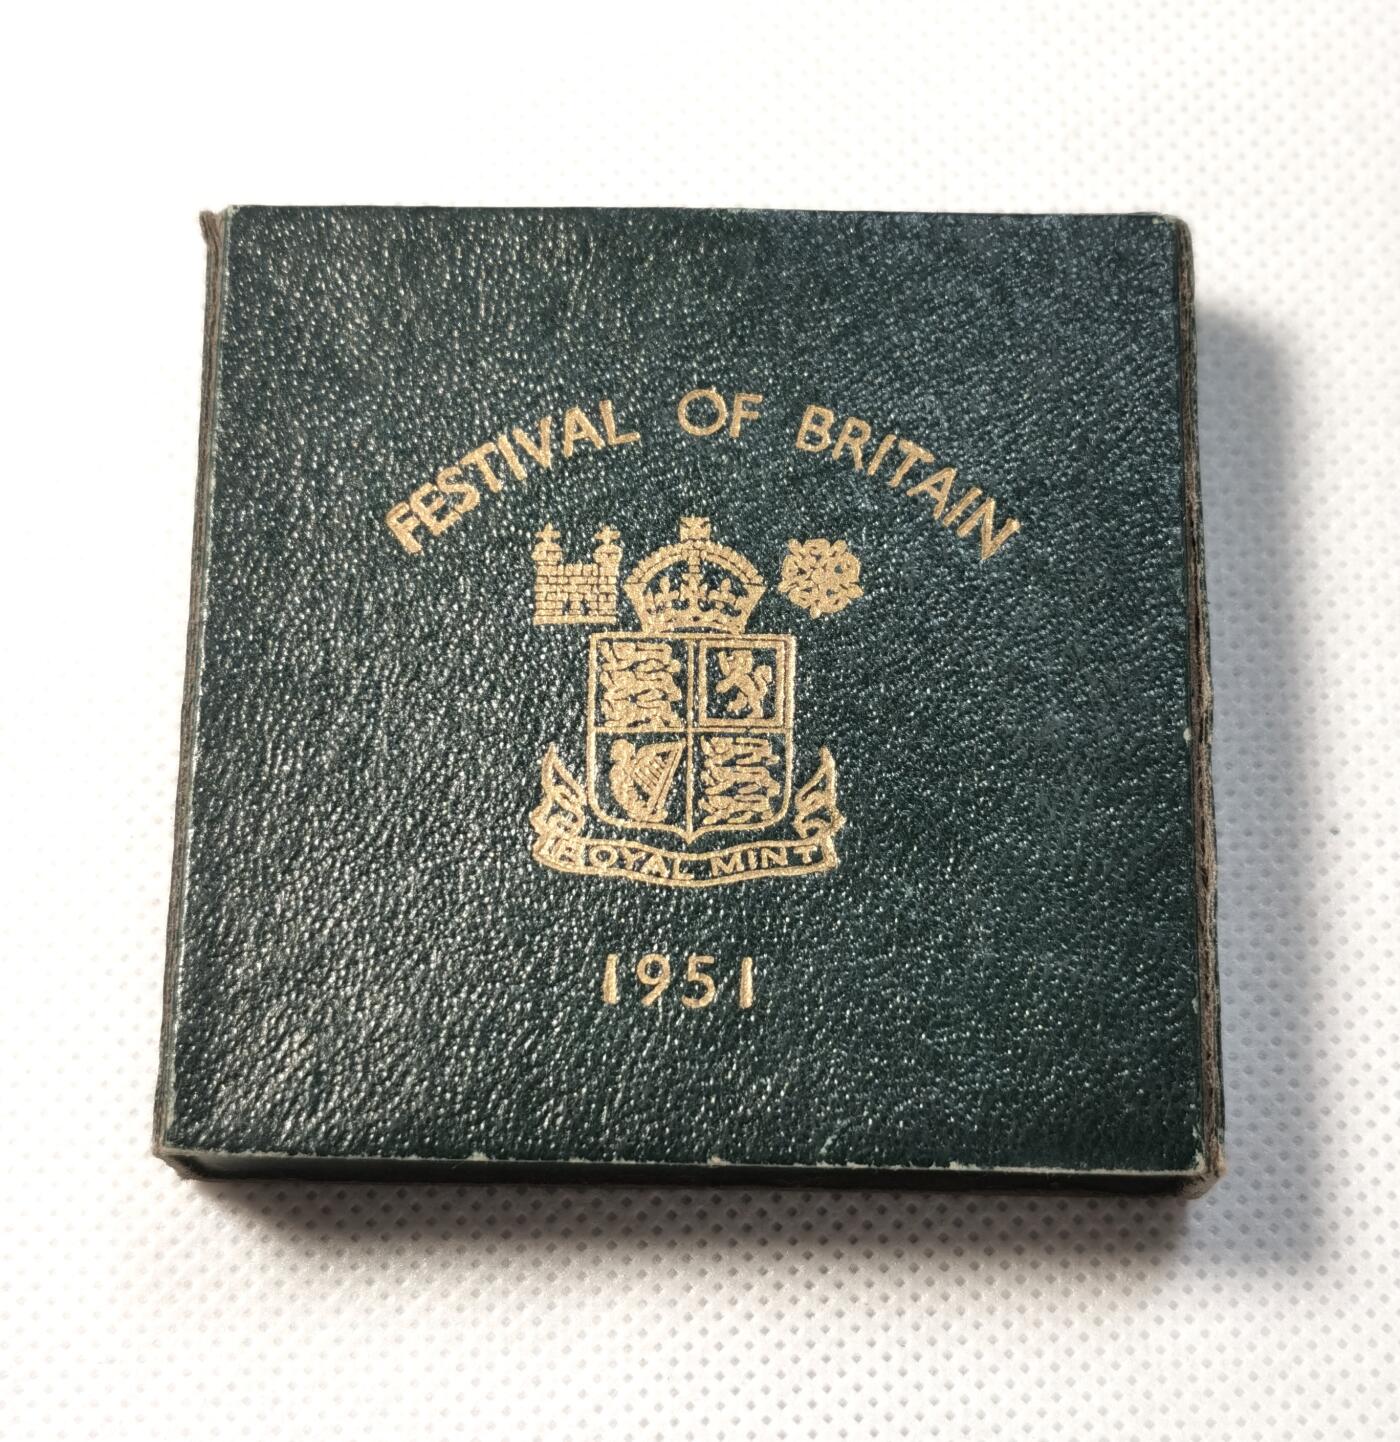 FESTIVAL OF BRITAIN
ROYAL MINT
1951